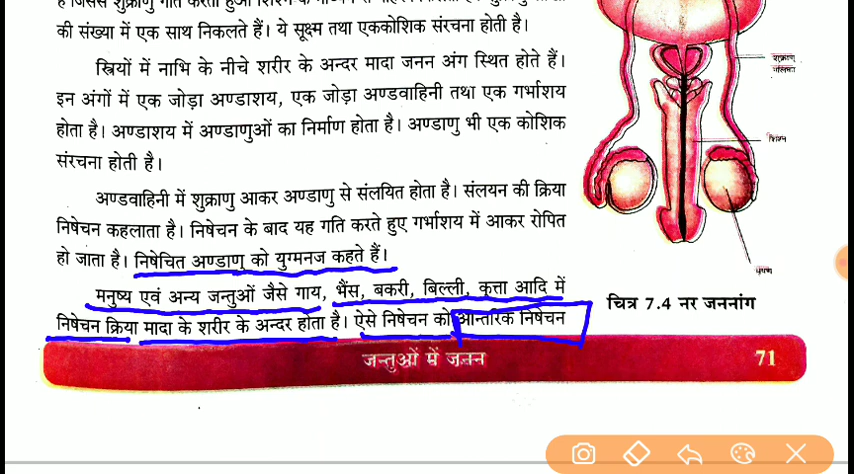 की संख्या में एक साथ निकलते हैं। ये सूक्ष्म तथा एककोशिक संरचना होती है।
स्त्रियों में नाभि के नीचे शरीर के अन्दर मादा जनन अंग स्थित होते हैं।
इन अंगों में एक जोड़ा अण्डाशय, एक जोड़ा अण्डवाहिनी तथा एक गर्भाशय
होता है। अण्डाशय में अण्डाणुओं का निर्माण होता है। अण्डाणु भी एक कोशिक
संरचना होती है।
अण्डवाहिनी में शुक्राणु आकर अण्डाणु से संलयित होता है। संलयन की क्रिया
निषेचन कहलाता है। निषेचन के बाद यह गति करते हुए गर्भाशय में आकर रोपित
हो जाता है। निषेचित अण्डाणु को युग्मनज कहते हैं।
मनुष्य एवं अन्य जन्तुओं जैसे गाय, भैंस, बकरी, बिल्ली, कुत्ता आदि में
निषेचन क्रिया मादा के शरीर के अन्दर होता है। ऐसे निषेचन को आन्तरिक निषेचन
शिश्न
चित्र 7.4 नर जननांग
जन्तुओं में जनन
71